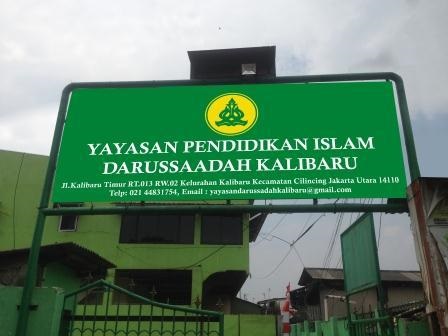 YAYASAN PENDIDIKAN ISLAM
DARUSSAADAH KALIBARU
Jl.Kalibaru Timur RT.013 RW.02 Kelurahan Kalibaru Kecamatan Cilincing Jakarta Utara 14110
Telp: 021 44831754, Email : yayasandarussadahkalibaru@gmail.com